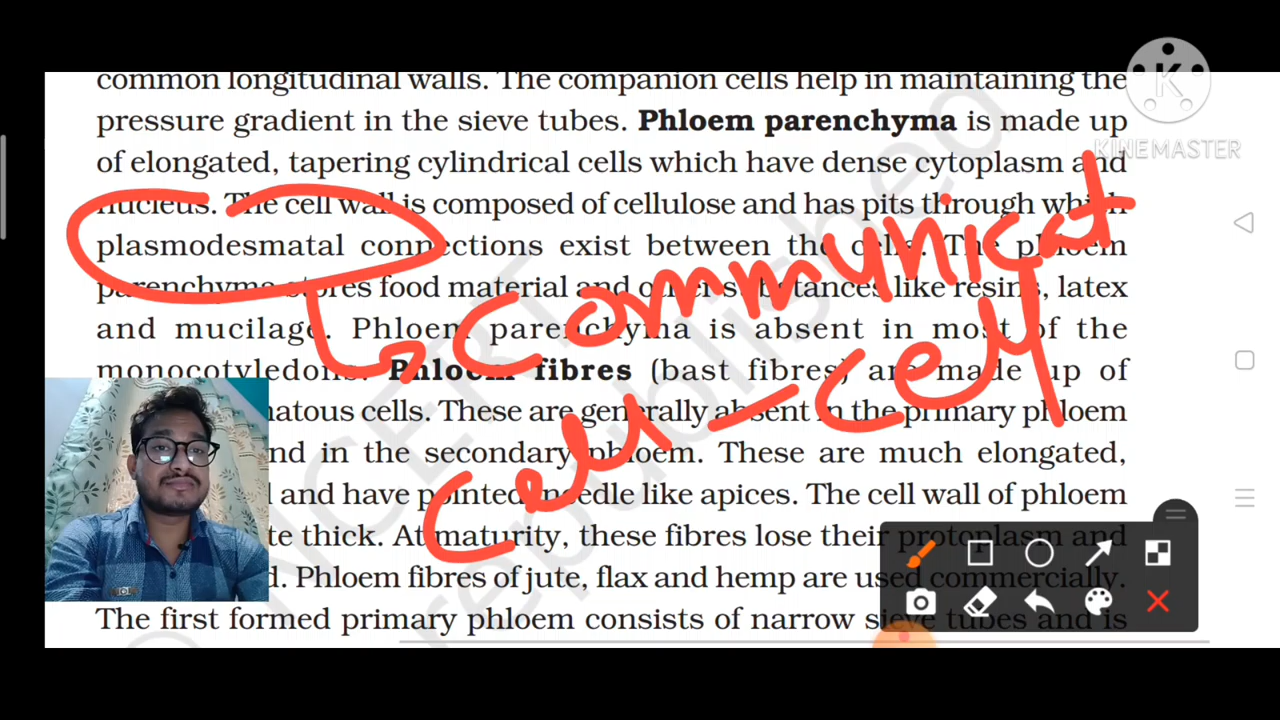 common longitudinal walls. The companion cells help in maintaining the
pressure gradient in the sieve tubes. Phloem parenchyma is made up
of elongated, tapering cylindrical cells which have dense cytoplasm and
nucleus. The cell wall is composed of cellulose and has pits through which
plasmodesmatal connections exist between the cells. The phloem
parenchyma stores food material and other substances like resins, latex
and mucilage. Phloem parenchyma is absent in most of the
monocotyledons. Phloem fibres (bast fibres) are made up of
matous cells. These are generally absent in the primary phloem
nd in the secondary phloem. These are much elongated,
and have pointed needle like apices. The cell wall of phloem
te thick. At maturity, these fibres lose their protoplasm and
d. Phloem fibres of jute, flax and hemp are used commercially.
The first formed primary phloem consists of narrow sieve tubes and is
Communicat
Cell - Cell
KINEMASTER
K
NCERT
republished